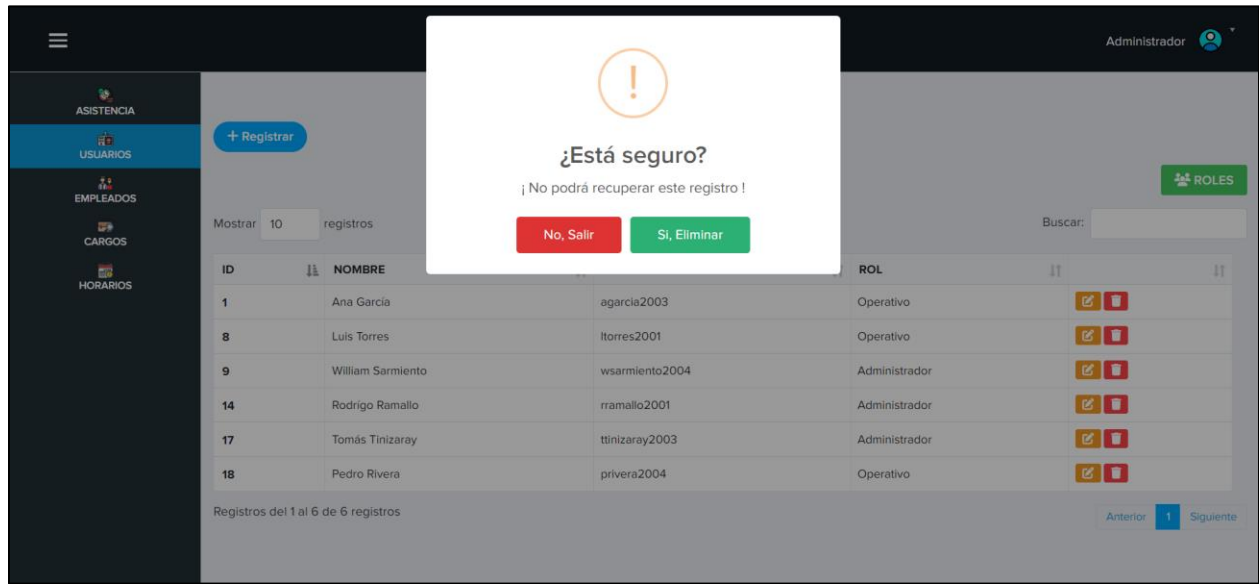 Administrador
ASISTENCIA
USUARIOS
EMPLEADOS
CARGOS
HORARIOS
+ Registrar
!
¿Está seguro?
¡ No podrá recuperar este registro !
No, Salir Si, Eliminar
ROLES
Mostrar 10 registros Buscar:
ID NOMBRE ROL
1 Ana García agarcia2003 Operativo
8 Luis Torres ltorres2001 Operativo
9 William Sarmiento wsarmiento2004 Administrador
14 Rodrigo Ramallo rramallo2001 Administrador
17 Tomás Tinizaray ttinizaray2003 Administrador
18 Pedro Rivera privera2004 Operativo
Registros del 1 al 6 de 6 registros Anterior 1 Siguiente